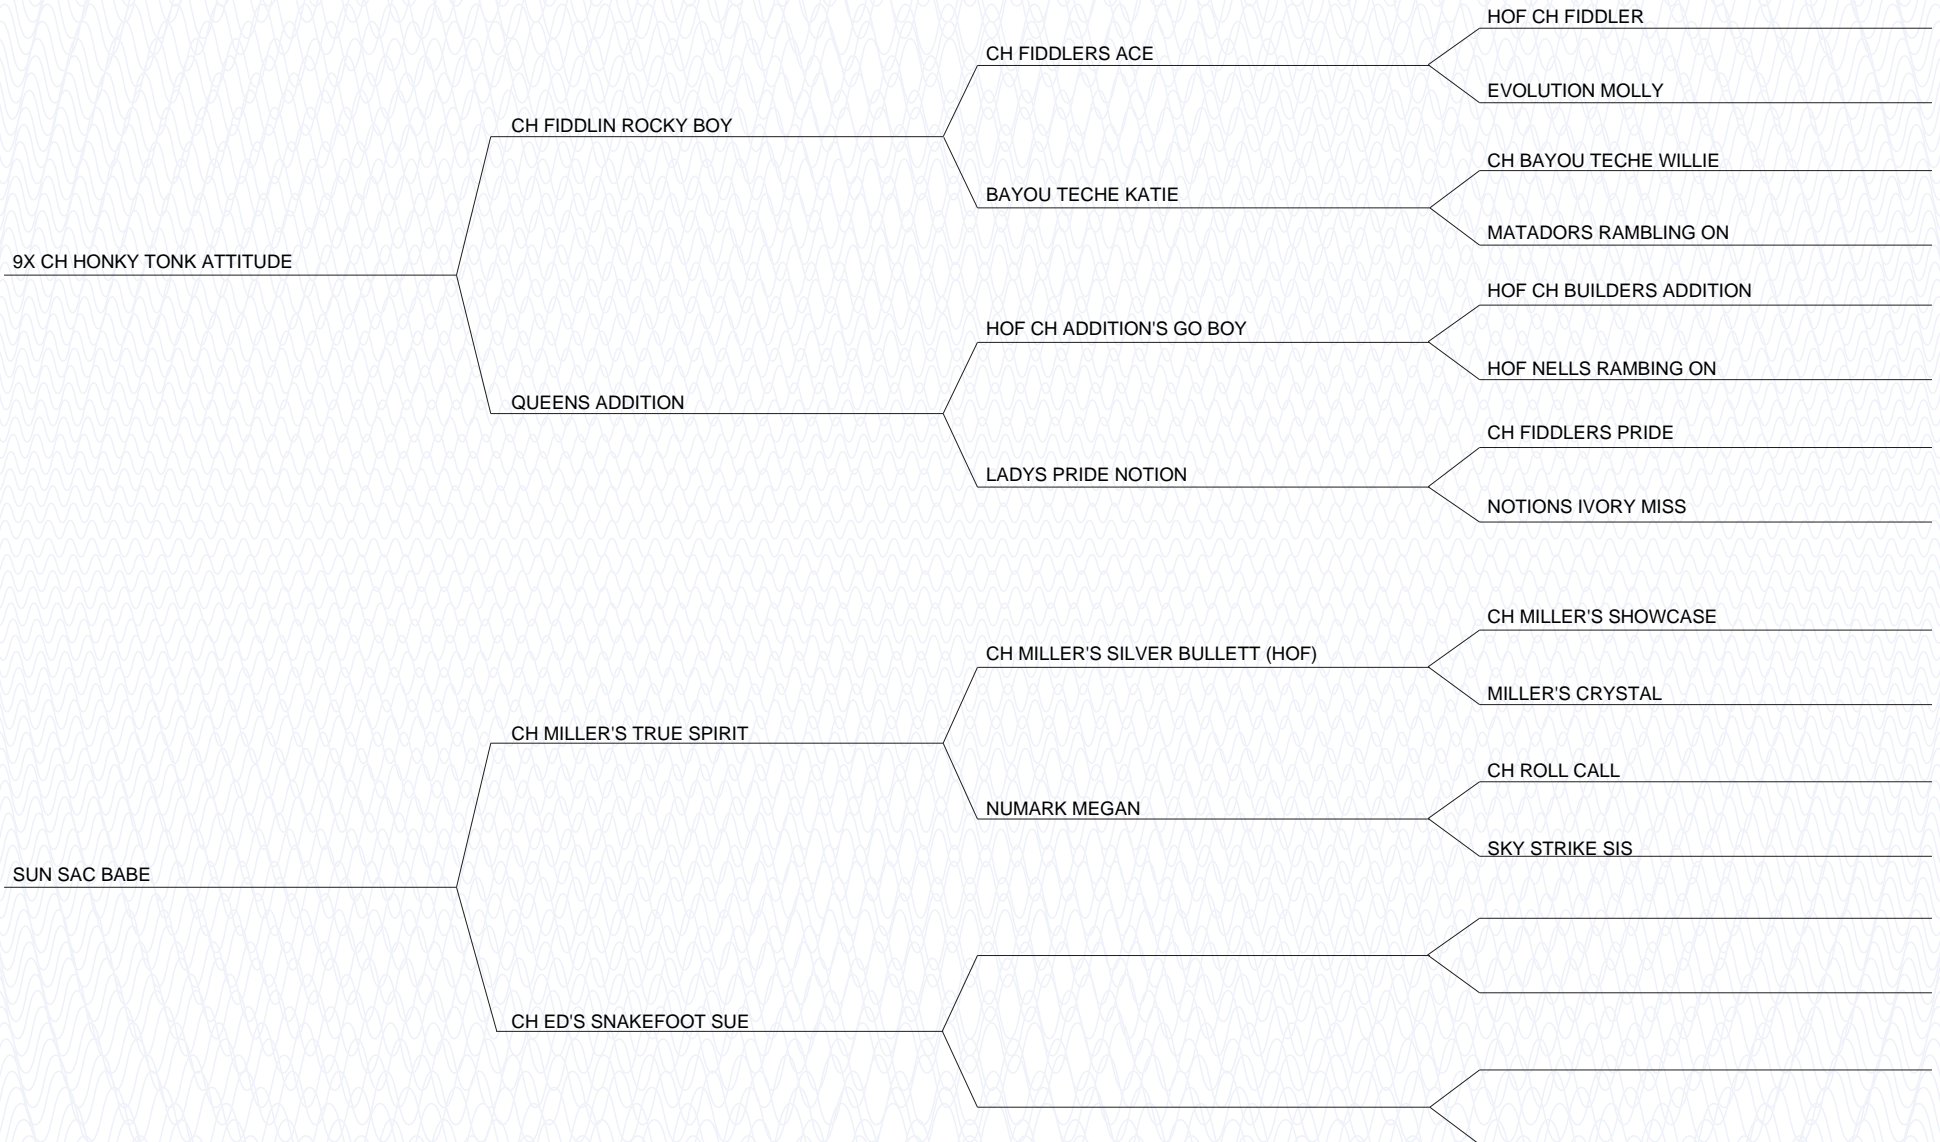 HOF CH FIDDLER
CH FIDDLERS ACE
EVOLUTION MOLLY
CH FIDDLIN ROCKY BOY
CH BAYOU TECHE WILLIE
BAYOU TECHE KATIE
MATADORS RAMBLING ON
9X CH HONKY TONK ATTITUDE
HOF CH BUILDERS ADDITION
HOF CH ADDITION'S GO BOY
HOF NELLS RAMBING ON
QUEENS ADDITION
CH FIDDLERS PRIDE
LADYS PRIDE NOTION
NOTIONS IVORY MISS
CH MILLER'S SHOWCASE
CH MILLER'S SILVER BULLETT (HOF)
MILLER'S CRYSTAL
CH MILLER'S TRUE SPIRIT
CH ROLL CALL
NUMARK MEGAN
SKY STRIKE SIS
SUN SAC BABE
CH ED'S SNAKEFOOT SUE